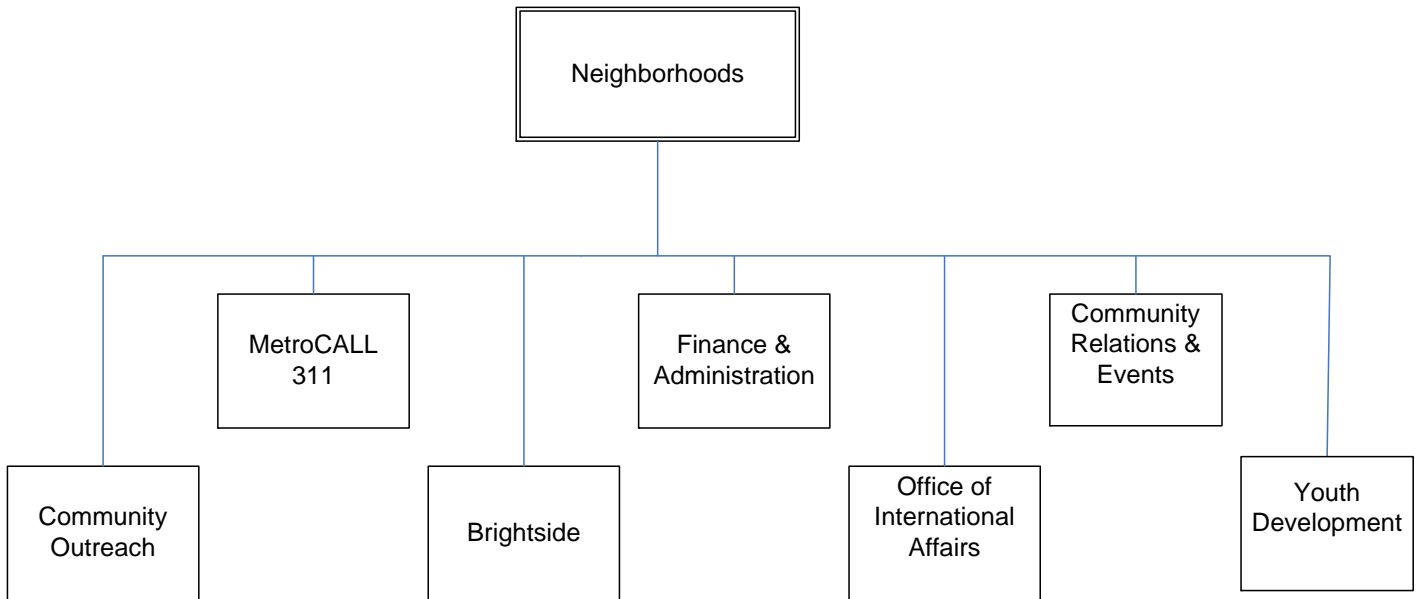 Neighborhoods
MetroCALL
311
Finance &
Administration
Community
Relations &
Events
Community
Outreach
Brightside
Office of
International
Affairs
Youth
Development